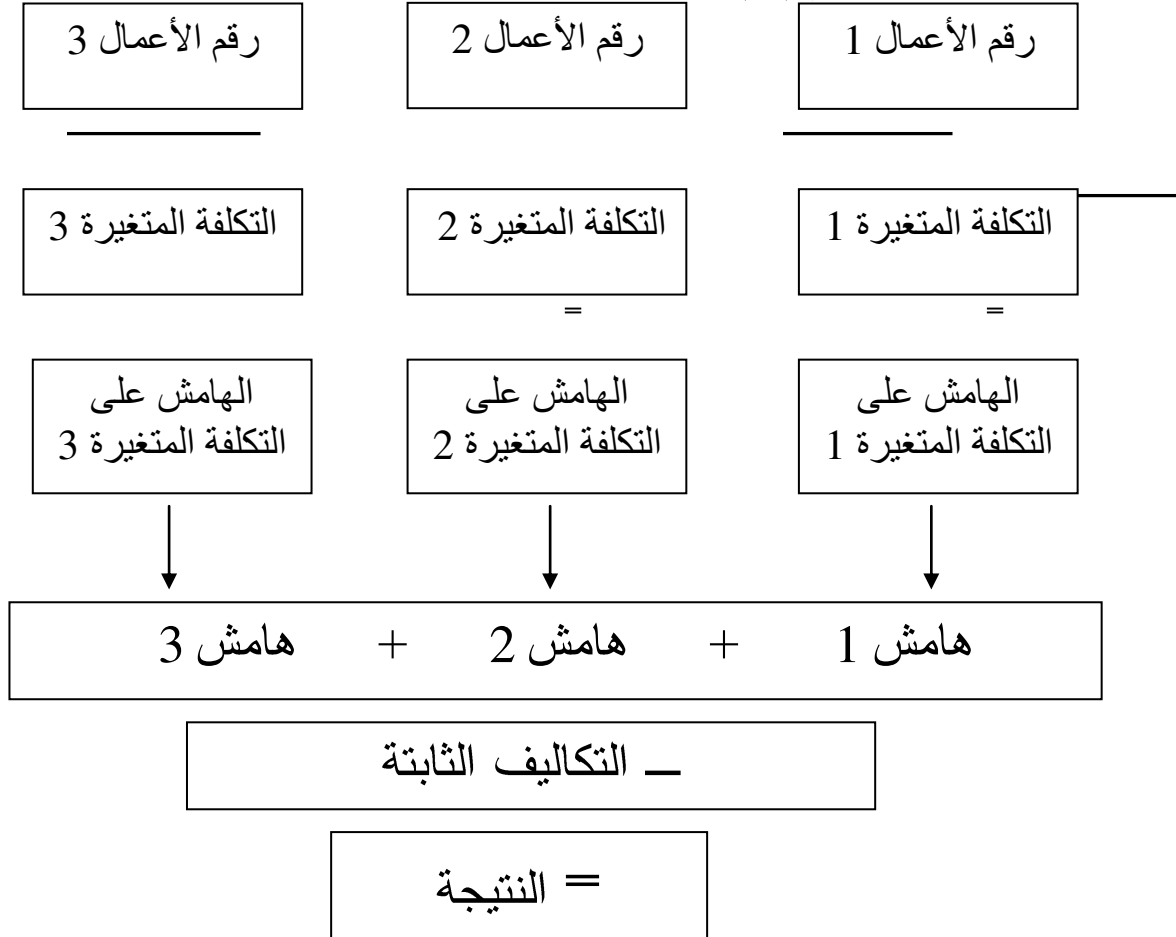 رقم الأعمال 1
رقم الأعمال 2
رقم الأعمال 3
التكلفة المتغيرة 1
التكلفة المتغيرة 2
التكلفة المتغيرة 3
=
=
الهامش على
التكلفة المتغيرة 1
الهامش على
التكلفة المتغيرة 2
الهامش على
التكلفة المتغيرة 3
هامش 1 + هامش 2 + هامش 3
– التكاليف الثابتة
= النتيجة